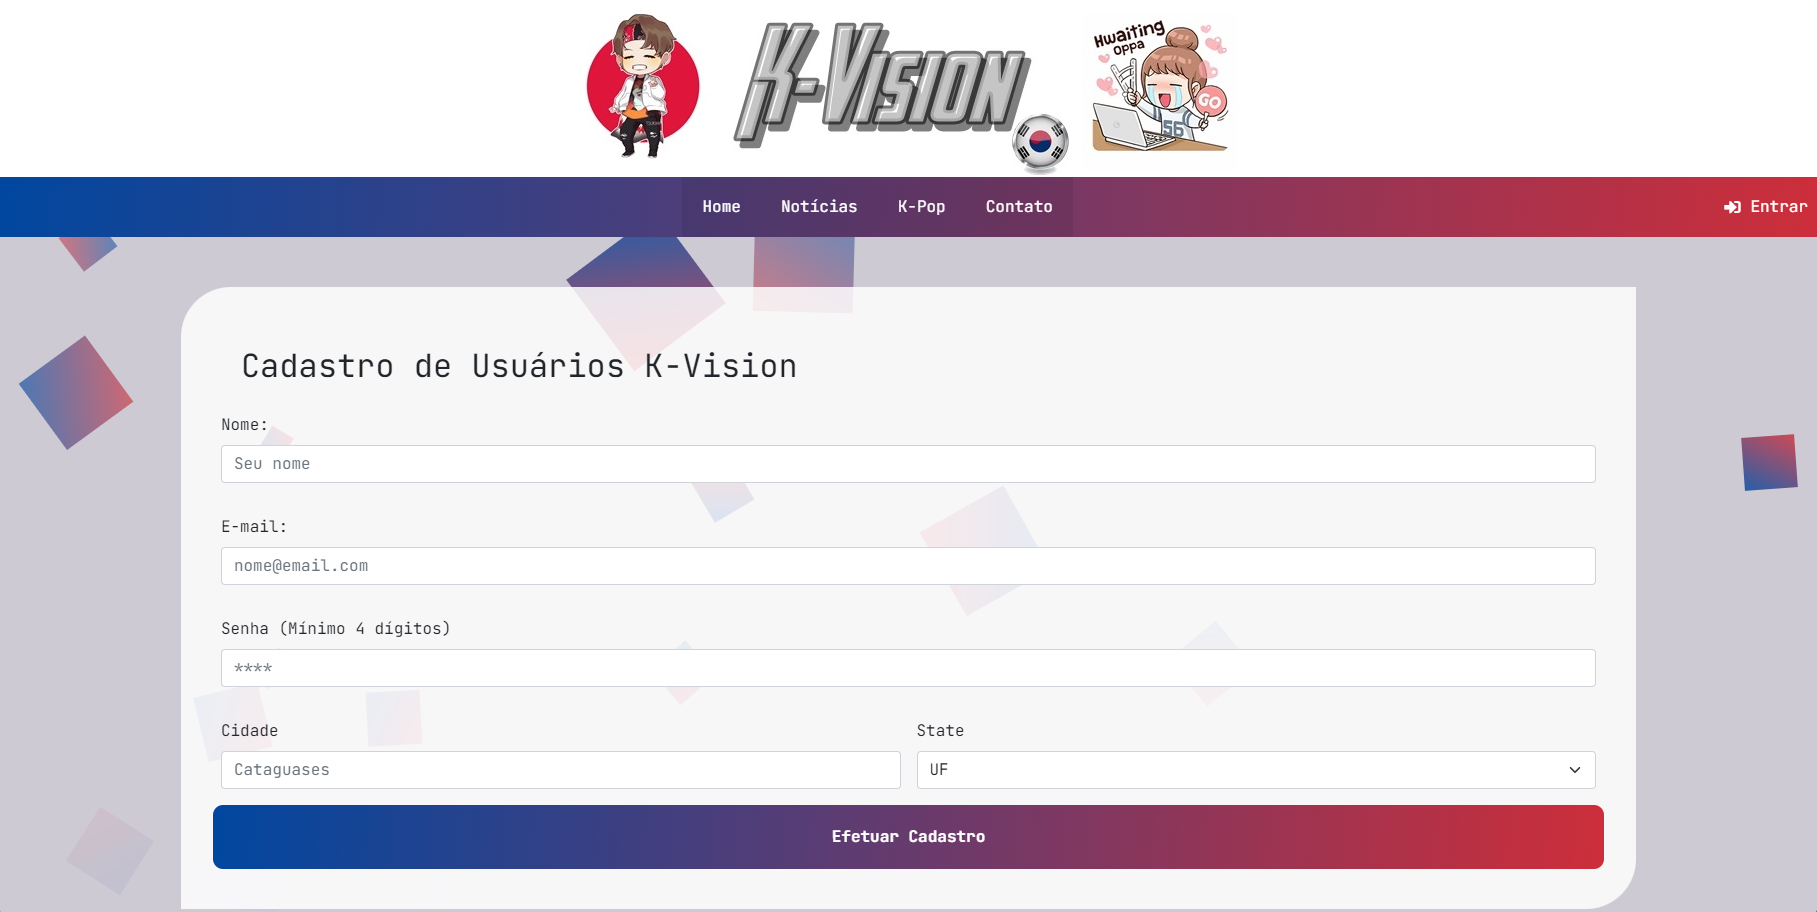 K-Vision
Hwaiting
Oppa
GO
56
Home Notícias K-Pop Contato Entrar
Cadastro de Usuários K-Vision
Nome:
Seu nome
E-mail:
nome@email.com
Senha (Mínimo 4 dígitos)
****
Cidade State
Cataguases UF
Efetuar Cadastro